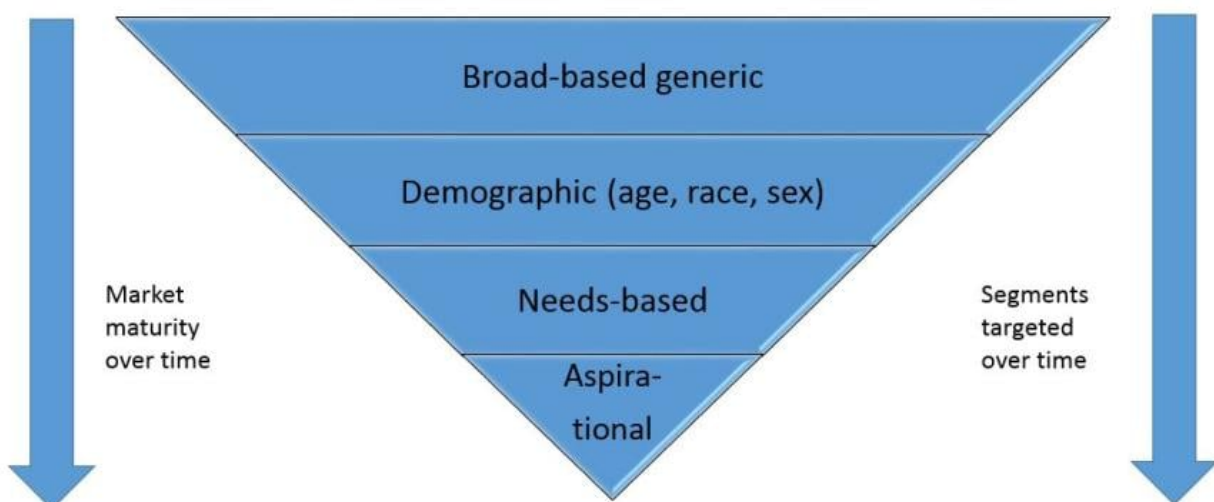 Broad-based generic
Demographic (age, race, sex)
Needs-based
Aspira-
tional
Market
maturity
over time
Segments
targeted
over time